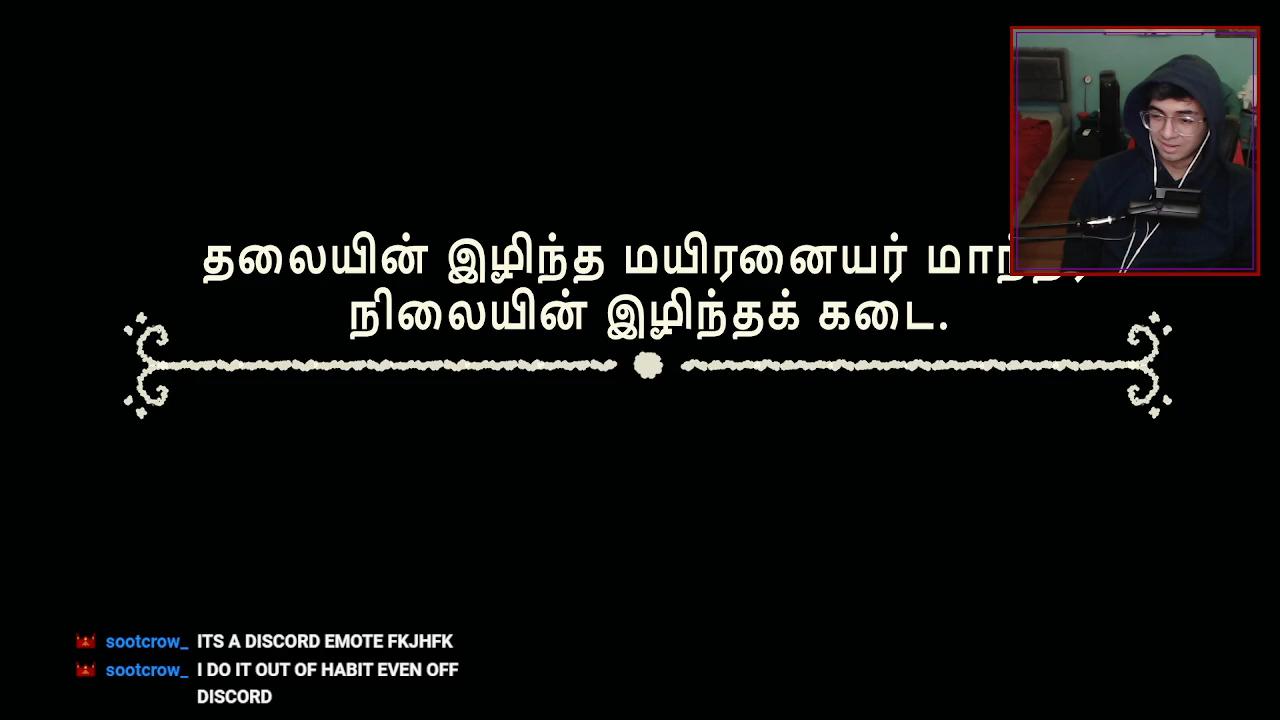 தலையின் இழிந்த மயிரனையர்
நிலையின் இழிந்தக் கடை.
sootcrow_ ITS A DISCORD EMOTE FKJHFK
sootcrow_ I DO IT OUT OF HABIT EVEN OFF
DISCORD